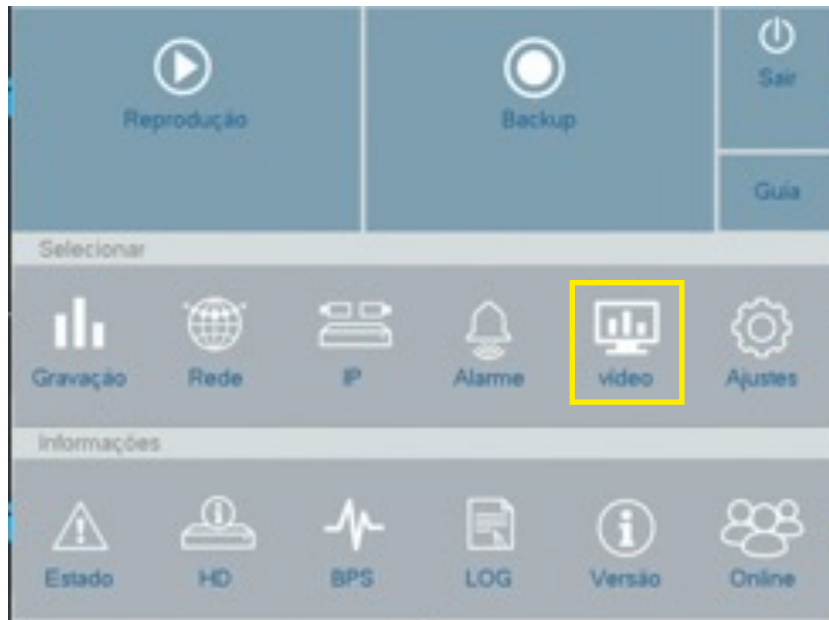 Sair
Reprodução
Backup
Guia
Selecionar
Gravação
Rede
IP
Alarme
vídeo
Ajustes
Informações
Estado
HD
BPS
LOG
Versão
Online